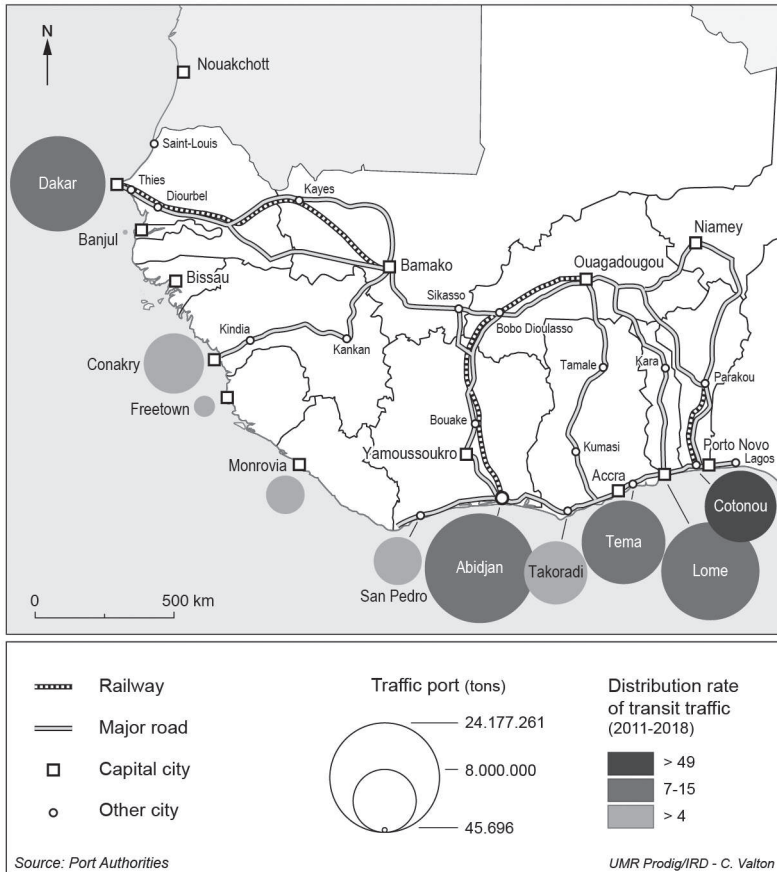 N
Nouakchott
Saint-Louis
Dakar
Thies
Diourbel
Kayes
Banjul
Bissau
Bamako
Niamey
Ouagadougou
Sikasso
Bobo Dioulasso
Kindia
Kankan
Conakry
Tamale
Kara
Parakou
Freetown
Bouake
Kumasi
Yamoussoukro
Porto Novo
Lagos
Monrovia
Accra
Cotonou
Tema
Abidjan
Takoradi
Lome
San Pedro
0
500 km
Railway
Major road
Capital city
Other city
Traffic port (tons)
24.177.261
8.000.000
45.696
Distribution rate
of transit traffic
(2011-2018)
> 49
7-15
> 4
Source: Port Authorities
UMR Prodig/IRD - C. Valton